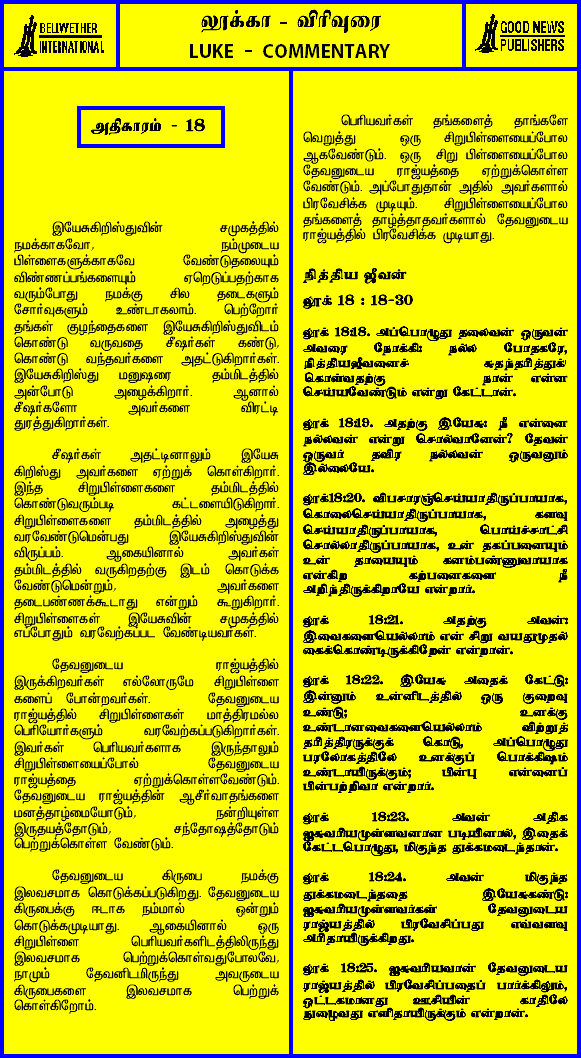 BELWETHER
INTERNATIONAL
லூக்கா - விரிவுரை
LUKE - COMMENTARY
GOOD NEWS
PUBLISHERS
அதிகாரம் - 18
இயேசுகிறிஸ்துவின் சமுகத்தில்
நமக்காகவோ, நம்முடைய
பிள்ளைகளுக்காகவே வேண்டுதலையும்
விண்ணப்பங்களையும் ஏறெடுப்பதற்காக
வரும்போது நமக்கு சில தடைகளும்
சோர்வுகளும் உண்டாகலாம். பெற்றோர்
தங்கள் குழந்தைகளை இயேசுகிறிஸ்துவிடம்
கொண்டு வருவதை சீஷர்கள் கண்டு,
கொண்டு வந்தவர்களை அதட்டுகிறார்கள்.
இயேசுகிறிஸ்து மனுஷரை தம்மிடத்தில்
அன்போடு அழைக்கிறார். ஆனால்
சீஷர்களோ அவர்களை விரட்டி
துரத்துகிறார்கள்.
சீஷர்கள் அதட்டினாலும் இயேசு
கிறிஸ்து அவர்களை ஏற்றுக் கொள்கிறார்.
இந்த சிறுபிள்ளைகளை தம்மிடத்தில்
கொண்டுவரும்படி கட்டளையிடுகிறார்.
சிறுபிள்ளைகளை தம்மிடத்தில் அழைத்து
வரவேண்டுமென்பது இயேசுகிறிஸ்துவின்
விருப்பம். ஆகையினால் அவர்கள்
தம்மிடத்தில் வருகிறதற்கு இடம் கொடுக்க
வேண்டுமென்றும், அவர்களை
தடைபண்ணக்கூடாது என்றும் கூறுகிறார்.
சிறுபிள்ளைகள் இயேசுவின் சமுகத்தில்
எப்போதும் வரவேற்கப்பட வேண்டியவர்கள்.
தேவனுடைய ராஜ்யத்தில்
இருக்கிறவர்கள் எல்லோருமே சிறுபிள்ளை
களைப் போன்றவர்கள். தேவனுடைய
ராஜ்யத்தில் சிறுபிள்ளைகள் மாத்திரமல்ல
பெரியோர்களும் வரவேற்கப்படுகிறார்கள்.
இவர்கள் பெரியவர்களாக இருந்தாலும்
சிறுபிள்ளையைப்போல் தேவனுடைய
ராஜ்யத்தை ஏற்றுக்கொள்ளவேண்டும்.
தேவனுடைய ராஜ்யத்தின் ஆசீர்வாதங்களை
மனத்தாழ்மையோடும், நன்றியுள்ள
இருதயத்தோடும், சந்தோஷத்தோடும்
பெற்றுக்கொள்ள வேண்டும்.
தேவனுடைய கிருபை நமக்கு
இலவசமாக கொடுக்கப்படுகிறது. தேவனுடைய
கிருபைக்கு ஈடாக நம்மால் ஒன்றும்
கொடுக்கமுடியாது. ஆகையினால் ஒரு
சிறுபிள்ளை பெரியவர்களிடத்திலிருந்து
இலவசமாக பெற்றுக்கொள்வதுபோலவே,
நாமும் தேவனிடமிருந்து அவருடைய
கிருபைகளை இலவசமாக பெற்றுக்
கொள்கிறோம்.
பெரியவர்கள் தங்களைத் தாங்களே
வெறுத்து ஒரு சிறுபிள்ளையைப்போல
ஆகவேண்டும். ஒரு சிறு பிள்ளையைப்போல
தேவனுடைய ராஜ்யத்தை ஏற்றுக்கொள்ள
வேண்டும். அப்போதுதான் அதில் அவர்களால்
பிரவேசிக்க முடியும். சிறுபிள்ளையைப்போல
தங்களைத் தாழ்த்தாதவர்களால் தேவனுடைய
ராஜ்யத்தில் பிரவேசிக்க முடியாது.
நித்திய ஜீவன்
லூக் 18 : 18-30
லூக் 18:18. அப்பொழுது தலைவன் ஒருவன்
அவரை நோக்கி: நல்ல போதகரே,
நித்தியஜீவனைச் சுதந்தரித்துக்
கொள்வதற்கு நான் என்ன
செய்யவேண்டும் என்று கேட்டான்.
லூக் 18:19. அதற்கு இயேசு: நீ என்னை
நல்லவன் என்று சொல்வானேன்? தேவன்
ஒருவர் தவிர நல்லவன் ஒருவனும்
இல்லையே.
லூக்18:20. விபசாரஞ்செய்யாதிருப்பாயாக,
கொலைசெய்யாதிருப்பாயாக, களவு
செய்யாதிருப்பாயாக, பொய்ச்சாட்சி
சொல்லாதிருப்பாயாக, உன் தகப்பனையும்
உன் தாயையும் கனம்பண்ணுவாயாக
என்கிற கற்பனைகளை நீ
அறிந்திருக்கிறாயே என்றார்.
லூக் 18:21. அதற்கு அவன்:
இவைகளையெல்லாம் என் சிறு வயதுமுதல்
கைக்கொண்டிருக்கிறேன் என்றான்.
லூக் 18:22. இயேசு அதைக் கேட்டு:
இன்னும் உன்னிடத்தில் ஒரு குறைவு
உண்டு; உனக்கு
உண்டானவைகளையெல்லாம் விற்றுத்
தரித்திரருக்குக் கொடு, அப்பொழுது
பரலோகத்திலே உனக்குப் பொக்கிஷம்
உண்டாயிருக்கும்; பின்பு என்னைப்
பின்பற்றிவா என்றார்.
லூக் 18:23. அவன் அதிக
ஐசுவரியமுள்ளவனான படியினால், இதைக்
கேட்டபொழுது, மிகுந்த துக்கமடைந்தான்.
லூக் 18:24. அவன் மிகுந்த
துக்கமடைந்ததை இயேசுகண்டு:
ஐசுவரியமுள்ளவர்கள் தேவனுடைய
ராஜ்யத்தில் பிரவேசிப்பது எவ்வளவு
அரிதாயிருக்கிறது.
லூக் 18:25. ஐசுவரியவான் தேவனுடைய
ராஜ்யத்தில் பிரவேசிப்பதைப் பார்க்கிலும்,
ஒட்டகமானது ஊசியின் காதிலே
நுழைவது எளிதாயிருக்கும் என்றான்.